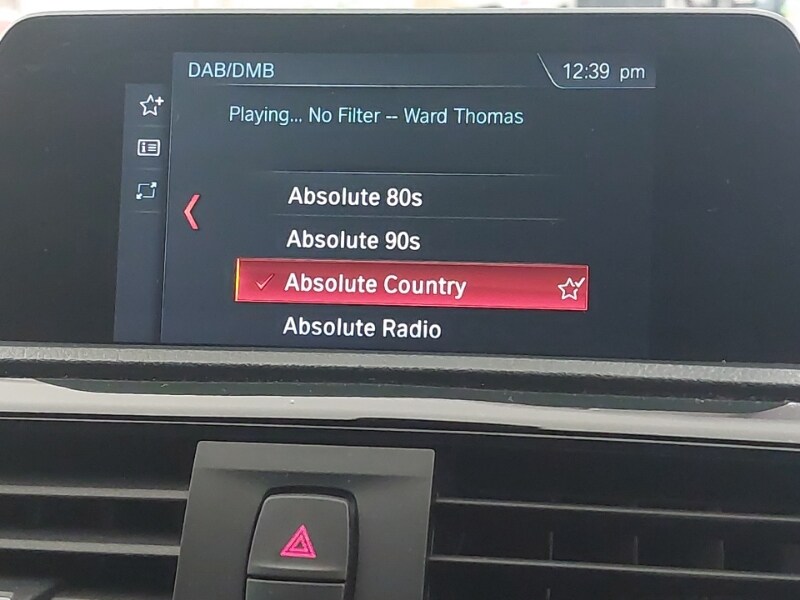 DAB/DMB
12:39 pm
Playing... No Filter -- Ward Thomas
Absolute 80s
Absolute 90s
Absolute Country
Absolute Radio